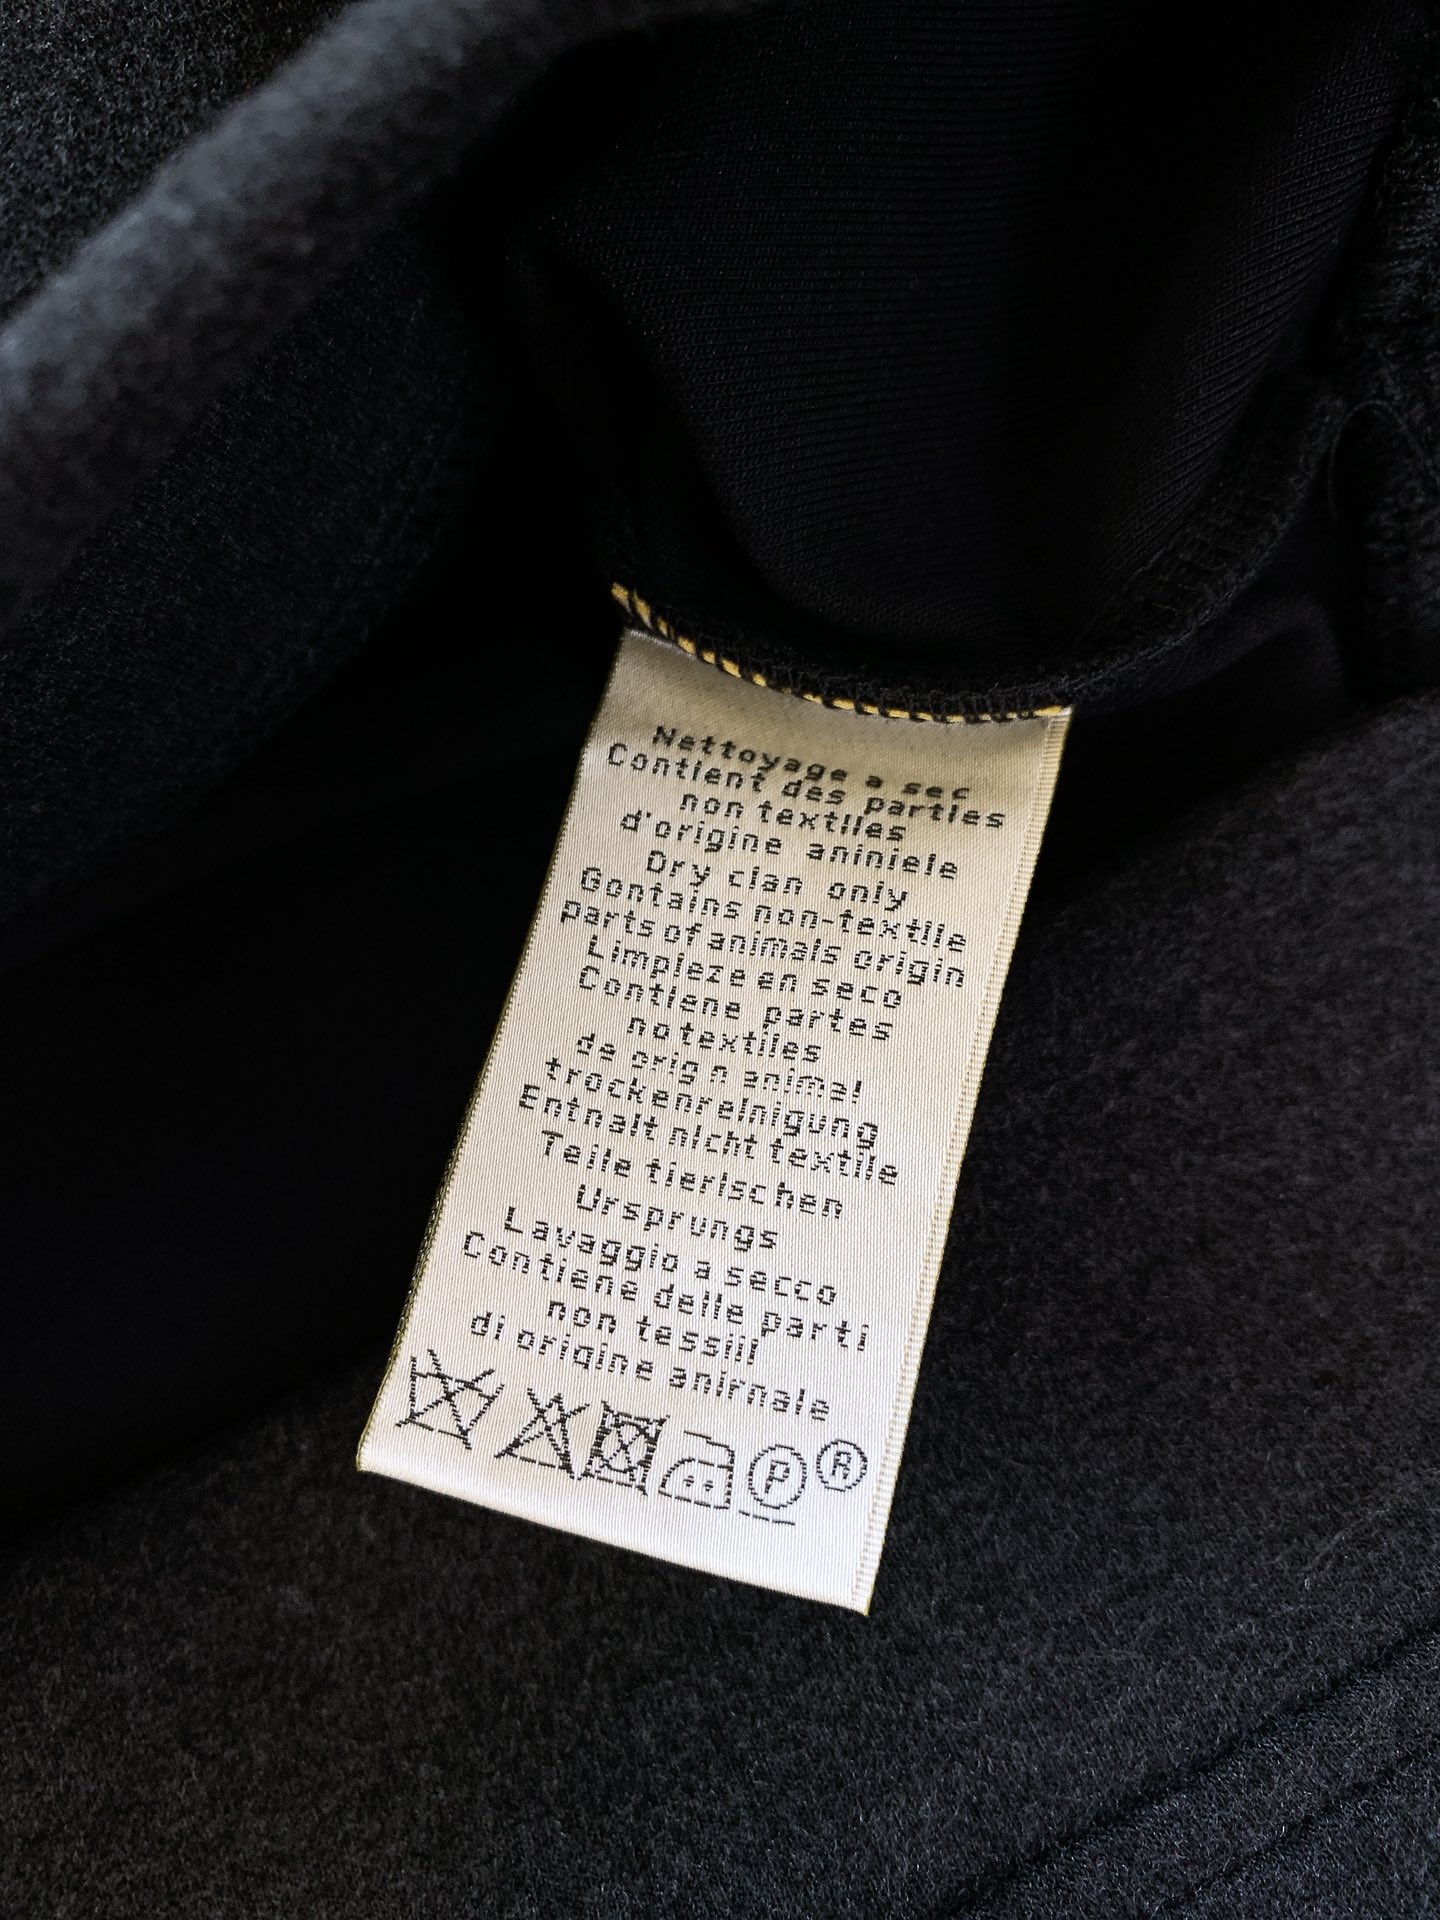 Nettoyage a sec
Contient des parties
non textiles
d'origine aniniele
Dry clan only
Gontains non-textile
parts of animals origin
Limpieze en seco
Contiene partes
no textiles
de orig n animal
trockenreinigung
Entnalt nicht textile
Teile tierischen
Ursprungs
Lavaggio a secco
Contiene delle parti
non tessili
di origine anirnale
P R